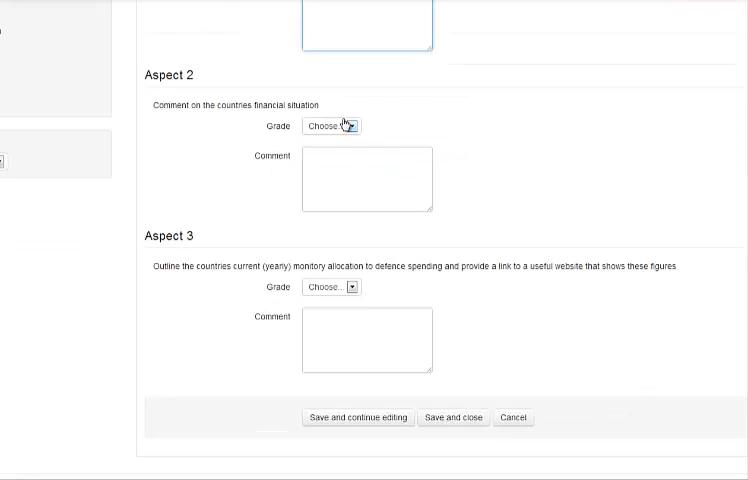 Aspect 2
Comment on the countries financial situation
Grade Choose...
Comment
Aspect 3
Outline the countries current (yearly) monitory allocation to defence spending and provide a link to a useful website that shows these figures
Grade Choose...
Comment
Save and continue editing Save and close Cancel